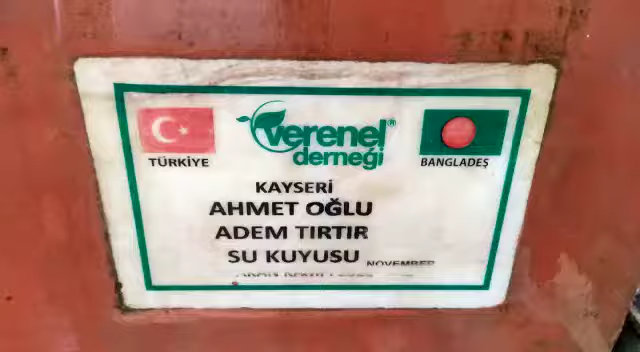 verenel®
derneği
TÜRKİYE
BANGLADEŞ
KAYSERİ
AHMET OĞLU
ADEM TIRTIR
SU KUYUSU
NOVEMBER